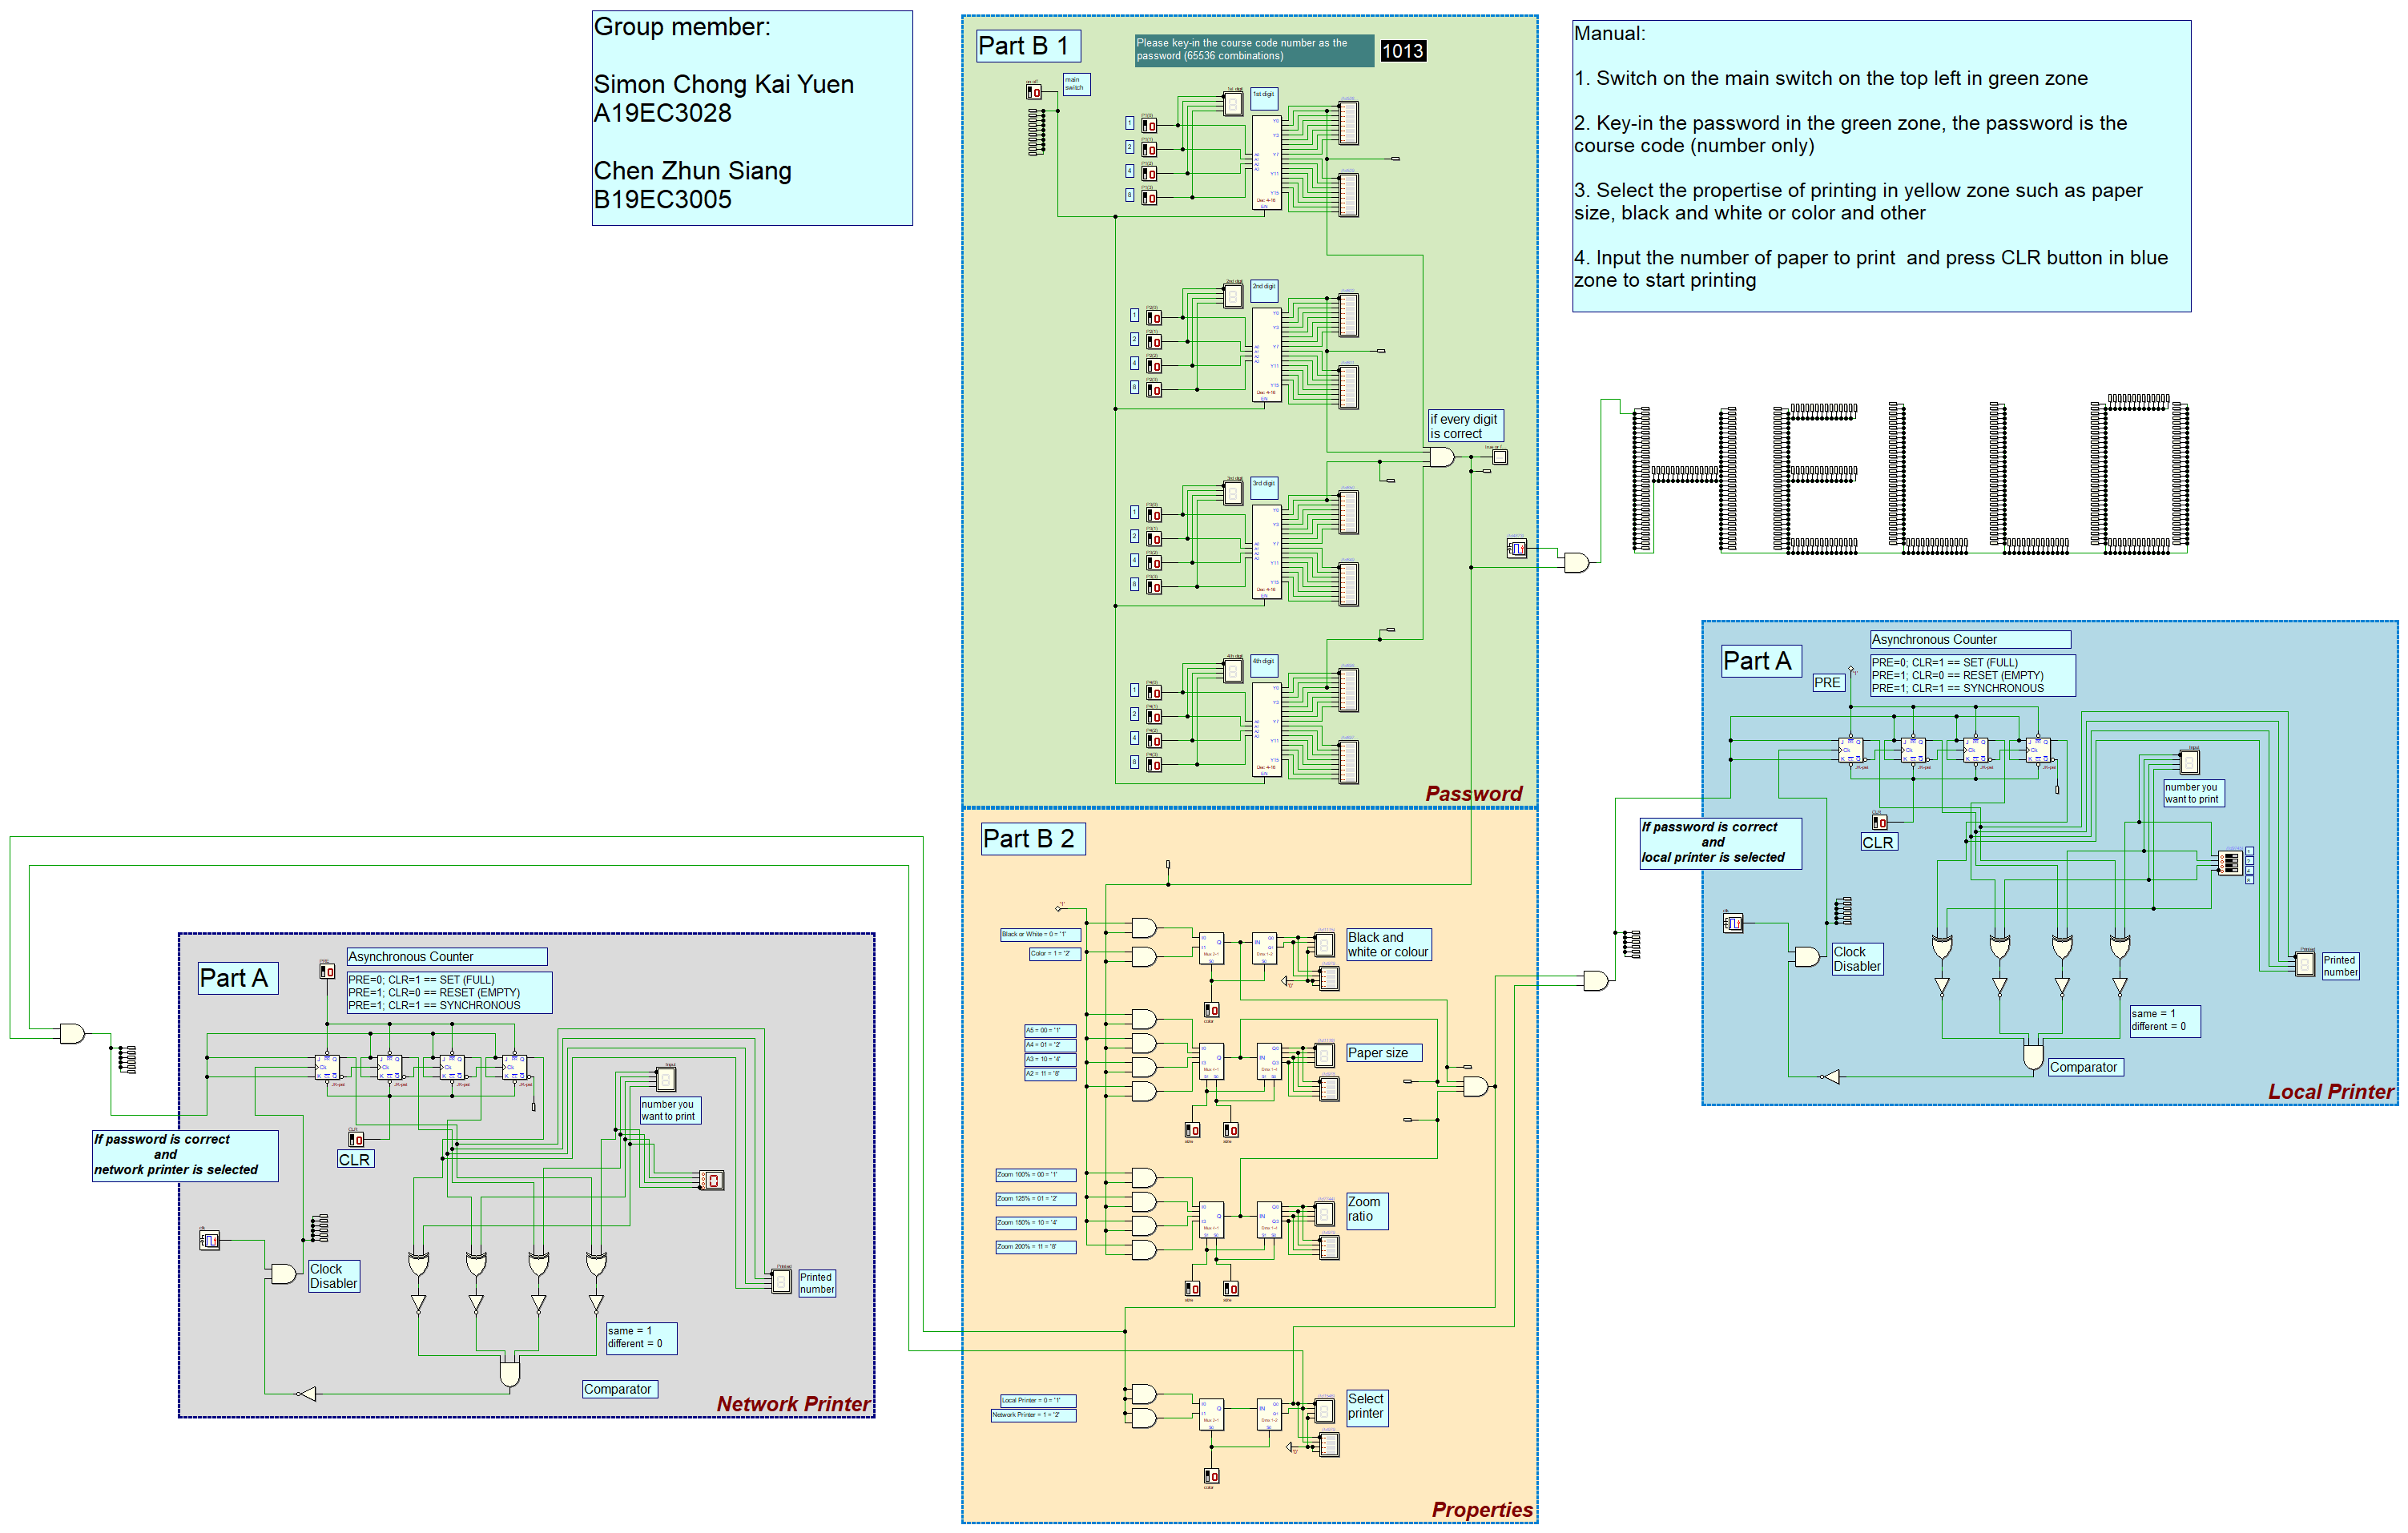 Group member:
Simon Chong Kai Yuen
A19EC3028
Chen Zhun Siang
B19EC3005
Part B 1
Please key-in the course code number as the
password (65536 combinations)
1013
main
switch
1st digit
2nd digit
3rd digit
4th digit
if every digit
is correct
Password
Manual:
1. Switch on the main switch on the top left in green zone
2. Key-in the password in the green zone, the password is the
course code (number only)
3. Select the propertise of printing in yellow zone such as paper
size, black and white or color and other
4. Input the number of paper to print  and press CLR button in blue
zone to start printing
HELLO
Part A
Asynchronous Counter
PRE=0; CLR=1 == SET (FULL)
PRE=1; CLR=0 == RESET (EMPTY)
PRE=1; CLR=1 == SYNCHRONOUS
PRE
number you
want to print
If password is correct
and
local printer is selected
CLR
Clock
Disabler
Printed
number
same = 1
different = 0
Comparator
Local Printer
Part B 2
Black or White = 0 = "1"
Color = 1 = "2"
Black and
white or colour
A5 = 00 = "1"
A4 = 01 = "2"
A3 = 10 = "4"
A2 = 11 = "8"
Paper size
Zoom 100% = 00 = "1"
Zoom 125% = 01 = "2"
Zoom 150% = 10 = "4"
Zoom 200% = 11 = "8"
Zoom
ratio
Local Printer = 0 = "1"
Network Printer = 1 = "2"
Select
printer
Properties
Part A
Asynchronous Counter
PRE=0; CLR=1 == SET (FULL)
PRE=1; CLR=0 == RESET (EMPTY)
PRE=1; CLR=1 == SYNCHRONOUS
number you
want to print
If password is correct
and
network printer is selected
CLR
Clock
Disabler
Printed
number
same = 1
different = 0
Comparator
Network Printer